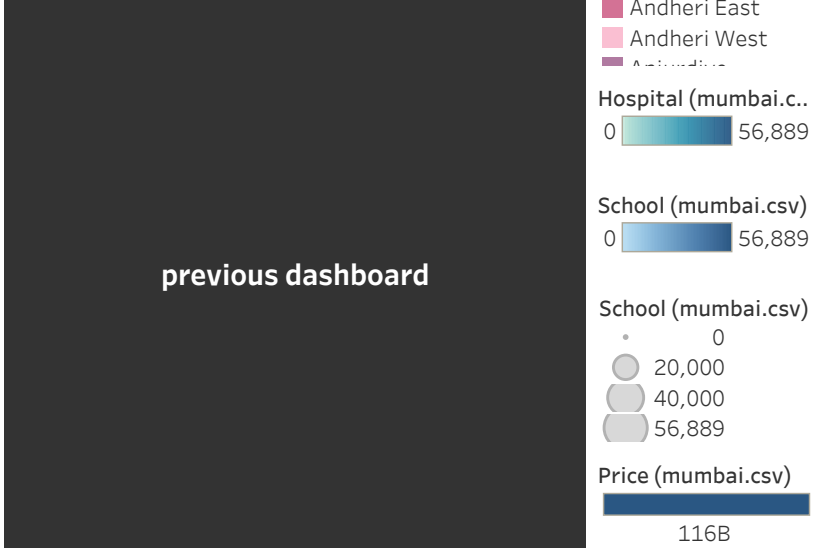 Andheri East
Andheri West
Hospital (mumbai.c..
0 56,889
School (mumbai.csv)
0 56,889
School (mumbai.csv)
0
20,000
40,000
56,889
Price (mumbai.csv)
116B
previous dashboard